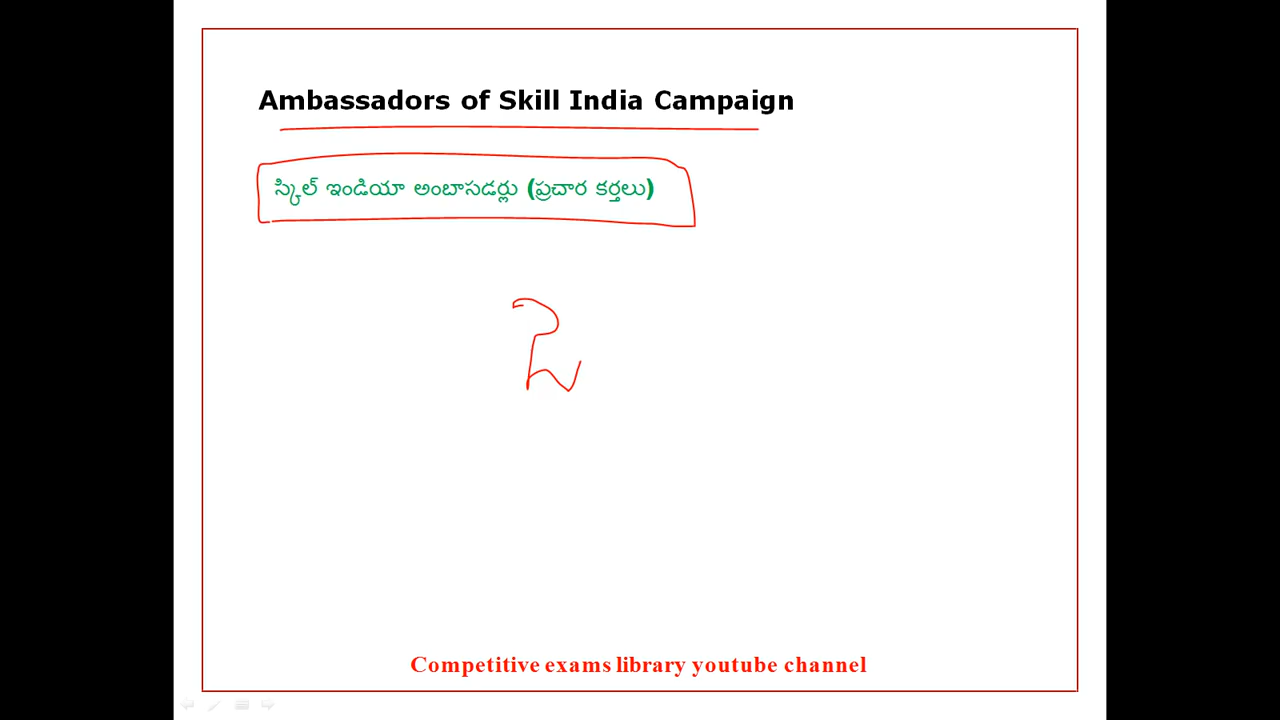 Ambassadors of Skill India Campaign
స్కిల్ ఇండియా అంబాసడర్లు (ప్రచార కర్తలు)
Competitive exams library youtube channel